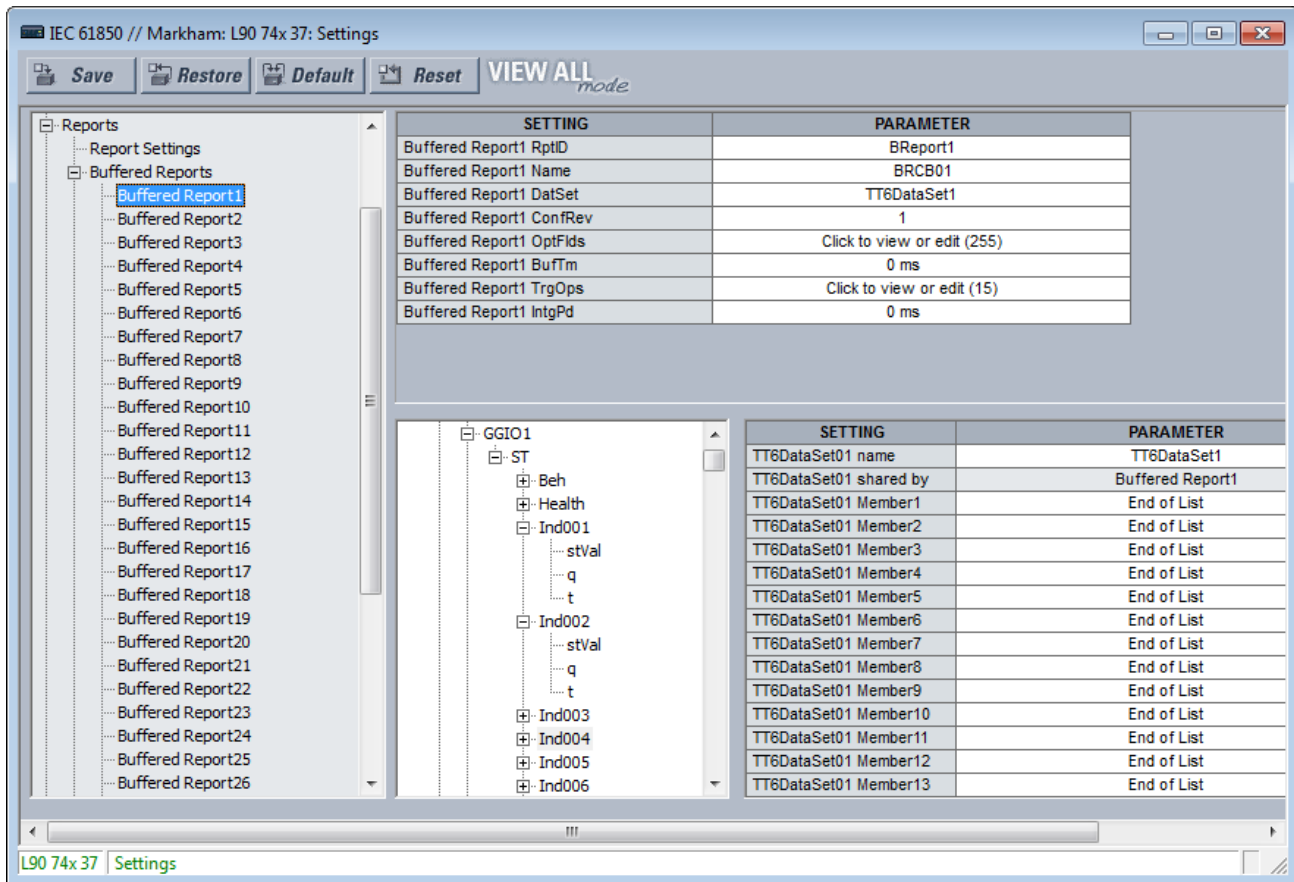 IEC 61850 // Markham: L90 74x 37: Settings
Save Restore Default Reset VIEW ALL mode
Reports
Report Settings
Buffered Reports
Buffered Report1
Buffered Report2
Buffered Report3
Buffered Report4
Buffered Report5
Buffered Report6
Buffered Report7
Buffered Report8
Buffered Report9
Buffered Report10
Buffered Report11
Buffered Report12
Buffered Report13
Buffered Report14
Buffered Report15
Buffered Report16
Buffered Report17
Buffered Report18
Buffered Report19
Buffered Report20
Buffered Report21
Buffered Report22
Buffered Report23
Buffered Report24
Buffered Report25
Buffered Report26
SETTING PARAMETER
Buffered Report1 RptID BReport1
Buffered Report1 Name BRCB01
Buffered Report1 DatSet TT6DataSet1
Buffered Report1 ConfRev 1
Buffered Report1 OptFlds Click to view or edit (255)
Buffered Report1 BufTm 0 ms
Buffered Report1 TrgOps Click to view or edit (15)
Buffered Report1 IntgPd 0 ms
GGIO1
ST
Beh
Health
Ind001
stVal
q
t
Ind002
stVal
q
t
Ind003
Ind004
Ind005
Ind006
SETTING PARAMETER
TT6DataSet01 name TT6DataSet1
TT6DataSet01 shared by Buffered Report1
TT6DataSet01 Member1 End of List
TT6DataSet01 Member2 End of List
TT6DataSet01 Member3 End of List
TT6DataSet01 Member4 End of List
TT6DataSet01 Member5 End of List
TT6DataSet01 Member6 End of List
TT6DataSet01 Member7 End of List
TT6DataSet01 Member8 End of List
TT6DataSet01 Member9 End of List
TT6DataSet01 Member10 End of List
TT6DataSet01 Member11 End of List
TT6DataSet01 Member12 End of List
TT6DataSet01 Member13 End of List
L90 74x 37 Settings